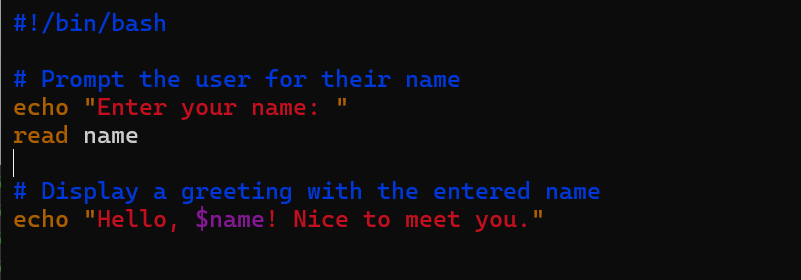 #!/bin/bash
# Prompt the user for their name
echo "Enter your name: "
read name
# Display a greeting with the entered name
echo "Hello, $name! Nice to meet you."